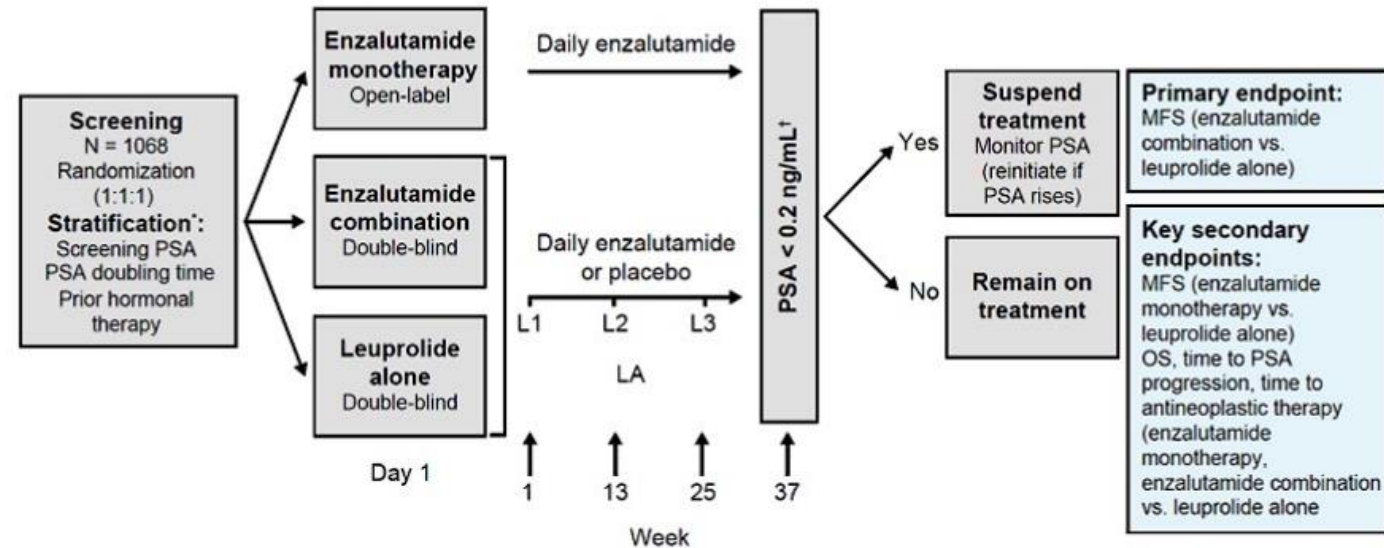 Screening
N = 1068
Randomization
(1:1:1)
Stratification*:
Screening PSA
PSA doubling time
Prior hormonal
therapy
Enzalutamide
monotherapy
Open-label
Enzalutamide
combination
Double-blind
Leuprolide
alone
Double-blind
Day 1
Daily enzalutamide
Daily enzalutamide
or placebo
L1 L2 L3
LA
1 13 25 37
Week
PSA < 0.2 ng/mL†
Yes
No
Suspend
treatment
Monitor PSA
(reinitiate if
PSA rises)
Remain on
treatment
Primary endpoint:
MFS (enzalutamide
combination vs.
leuprolide alone)
Key secondary
endpoints:
MFS (enzalutamide
monotherapy vs.
leuprolide alone)
OS, time to PSA
progression, time to
antineoplastic therapy
(enzalutamide
monotherapy,
enzalutamide combination
vs. leuprolide alone